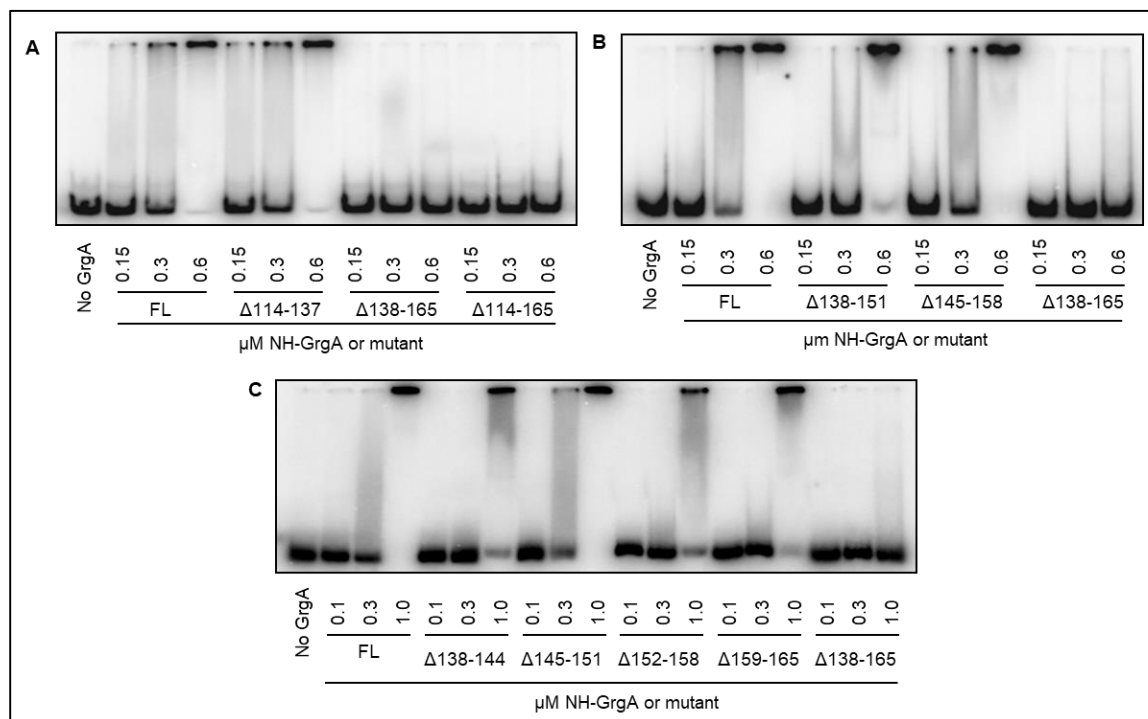 A
No GrgA 0.15 0.3 0.6 0.15 0.3 0.6 0.15 0.3 0.6 0.15 0.3 0.6
FL Δ114-137 Δ138-165 Δ114-165
µM NH-GrgA or mutant
B
No GrgA 0.15 0.3 0.6 0.15 0.3 0.6 0.15 0.3 0.6 0.15 0.3 0.6
FL Δ138-151 Δ145-158 Δ138-165
µm NH-GrgA or mutant
C
No GrgA 0.1 0.3 1.0 0.1 0.3 1.0 0.1 0.3 1.0 0.1 0.3 1.0 0.1 0.3 1.0 0.1 0.3 1.0
FL Δ138-144 Δ145-151 Δ152-158 Δ159-165 Δ138-165
µM NH-GrgA or mutant